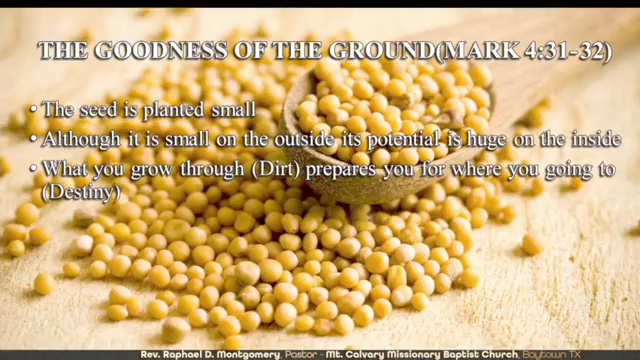 THE GOODNESS OF THE GROUND(MARK 4:31-32)
• The seed is planted small
• Although it is small on the outside its potential is huge on the inside
• What you grow through (Dirt) prepares you for where you going to
(Destiny)
Rev. Raphael D. Montgomery, Pastor - Mt. Calvary Missionary Baptist Church, Baytown TX